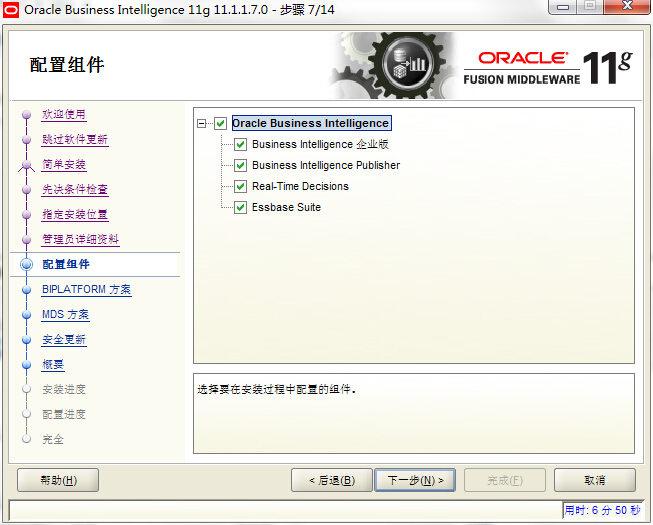 Oracle Business Intelligence 11g 11.1.1.7.0 - 步骤 7/14
配置组件
ORACLE 11g
FUSION MIDDLEWARE
欢迎使用
跳过软件更新
简单安装
先决条件检查
指定安装位置
管理员详细资料
配置组件
BIPLATFORM 方案
MDS 方案
安全更新
概要
安装进度
配置进度
完全
Oracle Business Intelligence
Business Intelligence 企业版
Business Intelligence Publisher
Real-Time Decisions
Essbase Suite
选择要在安装过程中配置的组件。
帮助(H)
< 后退(B)
下一步(N) >
完成(F)
取消
用时: 6 分 50 秒